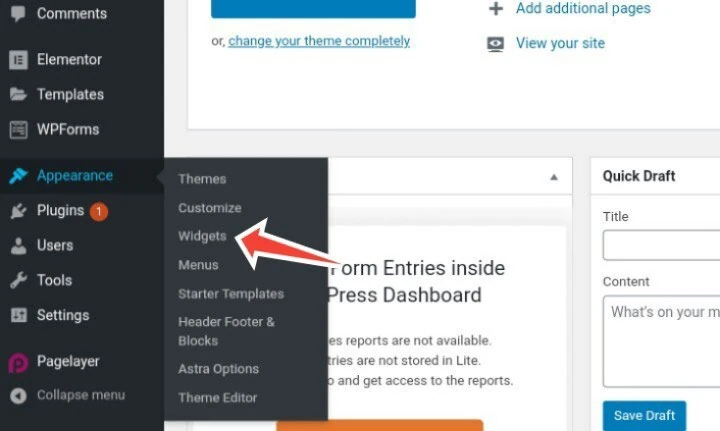 Comments
Elementor
Templates
WPForms
Appearance
Plugins 1
Users
Tools
Settings
Pagelayer
Collapse menu
Themes
Customize
Widgets
Menus
Starter Templates
Header Footer &
Blocks
Astra Options
Theme Editor
or, change your theme completely
Add additional pages
View your site
Form Entries inside
Press Dashboard
es reports are not available.
tries are not stored in Lite.
o and get access to the reports.
Quick Draft
Title
Content
What's on your m
Save Draft